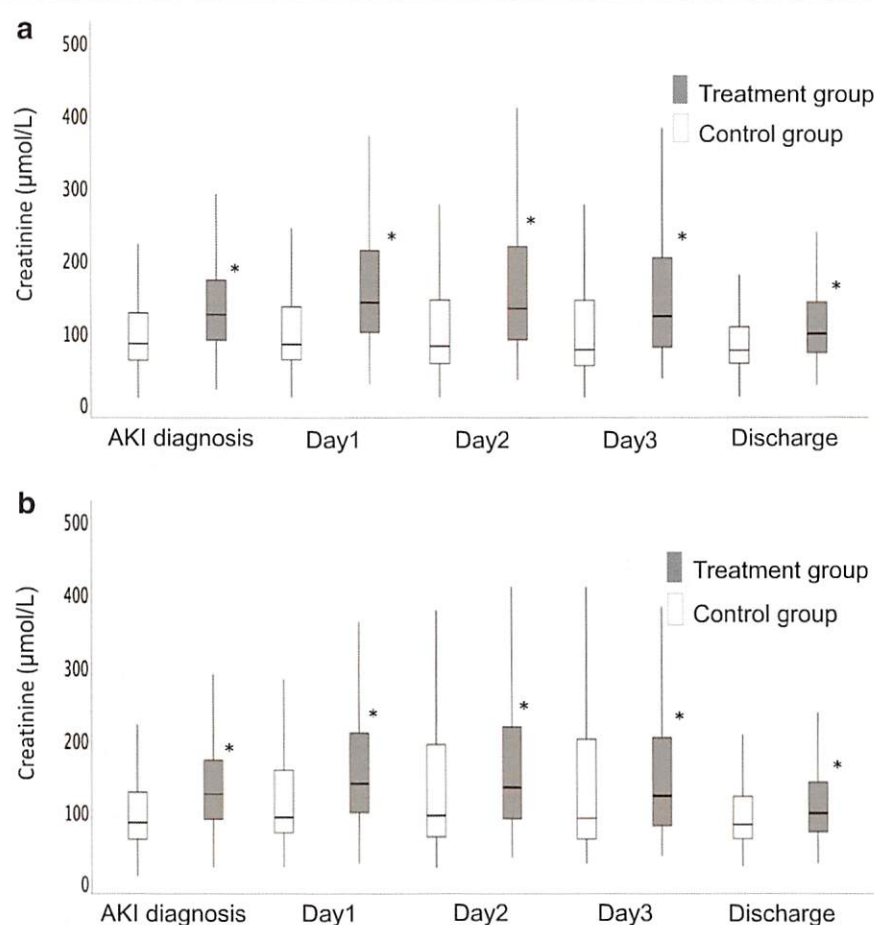 a
500
400
300
200
100
0
Creatinine (μmol/L)
Treatment group
Control group
*
*
*
*
*
AKI diagnosis Day1 Day2 Day3 Discharge
b
500
400
300
200
100
0
Creatinine (μmol/L)
Treatment group
Control group
*
*
*
*
*
AKI diagnosis Day1 Day2 Day3 Discharge